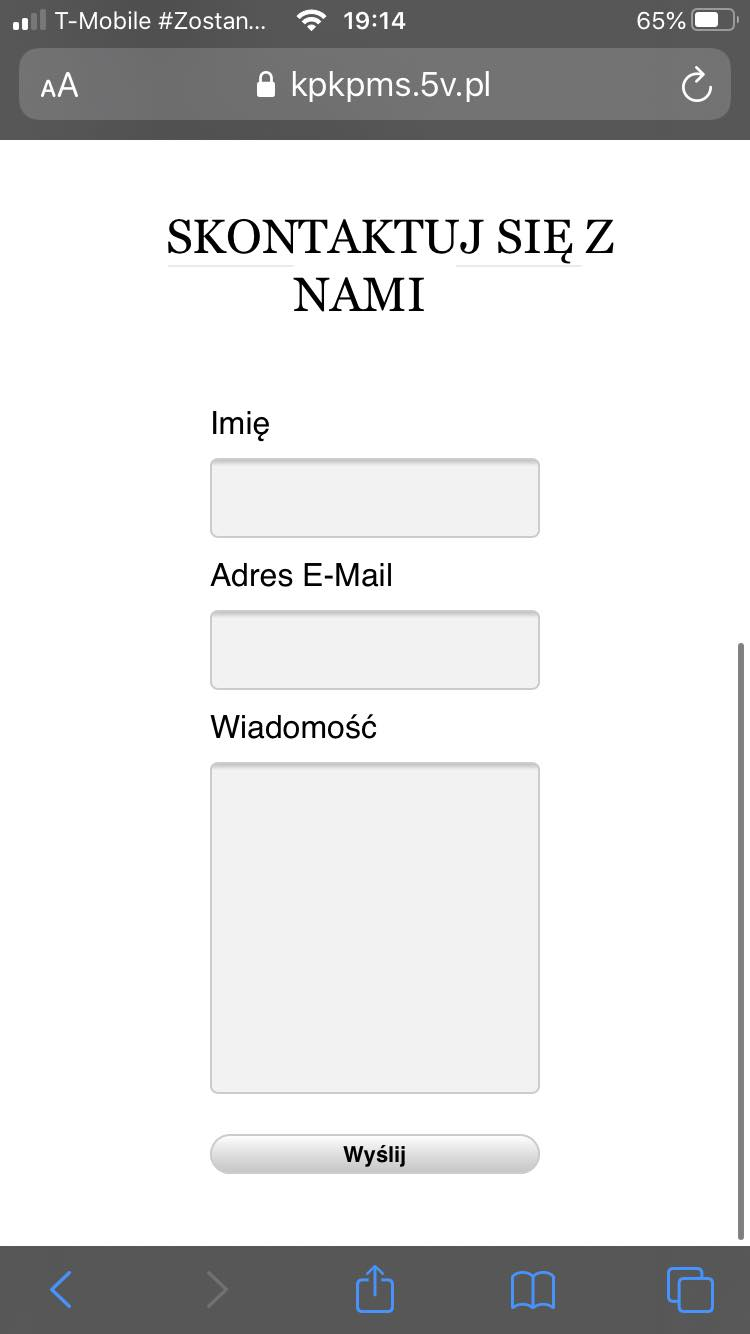 T-Mobile #Zostan... 19:14 65%
AA kpkpms.5v.pl
SKONTAKTUJ SIĘ Z
NAMI
Imię
Adres E-Mail
Wiadomość
Wyślij